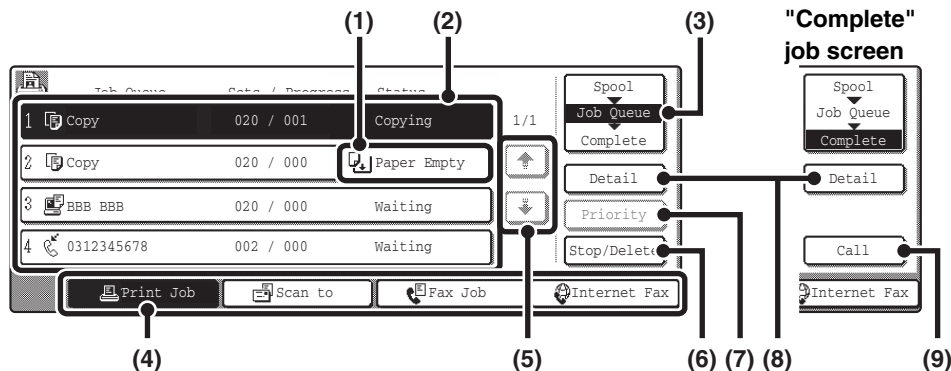 (1) (2) (3) "Complete"
job screen
Job Queue Sets / Progress Status
Spool
Job Queue
Complete
Spool
Job Queue
Complete
1 Copy 020 / 001 Copying 1/1
2 Copy 020 / 000 Paper Empty
Detail
Detail
3 BBB BBB 020 / 000 Waiting
Priority
4 0312345678 002 / 000 Waiting
Stop/Delete
Call
Print Job Scan to Fax Job Internet Fax
Internet Fax
(4) (5) (6) (7) (8) (9)